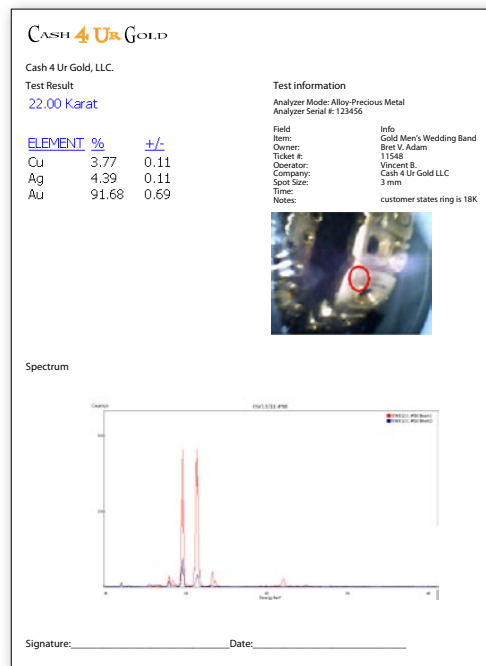 CASH 4 UR GOLD
Cash 4 Ur Gold, LLC.
Test Result
22.00 Karat
ELEMENT % +/-
Cu 3.77 0.11
Ag 4.39 0.11
Au 91.68 0.69
Test information
Analyzer Mode: Alloy-Precious Metal
Analyzer Serial #: 123456
Field Info
Item: Gold Men's Wedding Band
Owner: Bret V. Adam
Ticket #: 11548
Operator: Vincent B.
Company: Cash 4 Ur Gold LLC
Spot Size: 3 mm
Time:
Notes: customer states ring is 18K
Spectrum
Signature:____________________________Date:___________________________